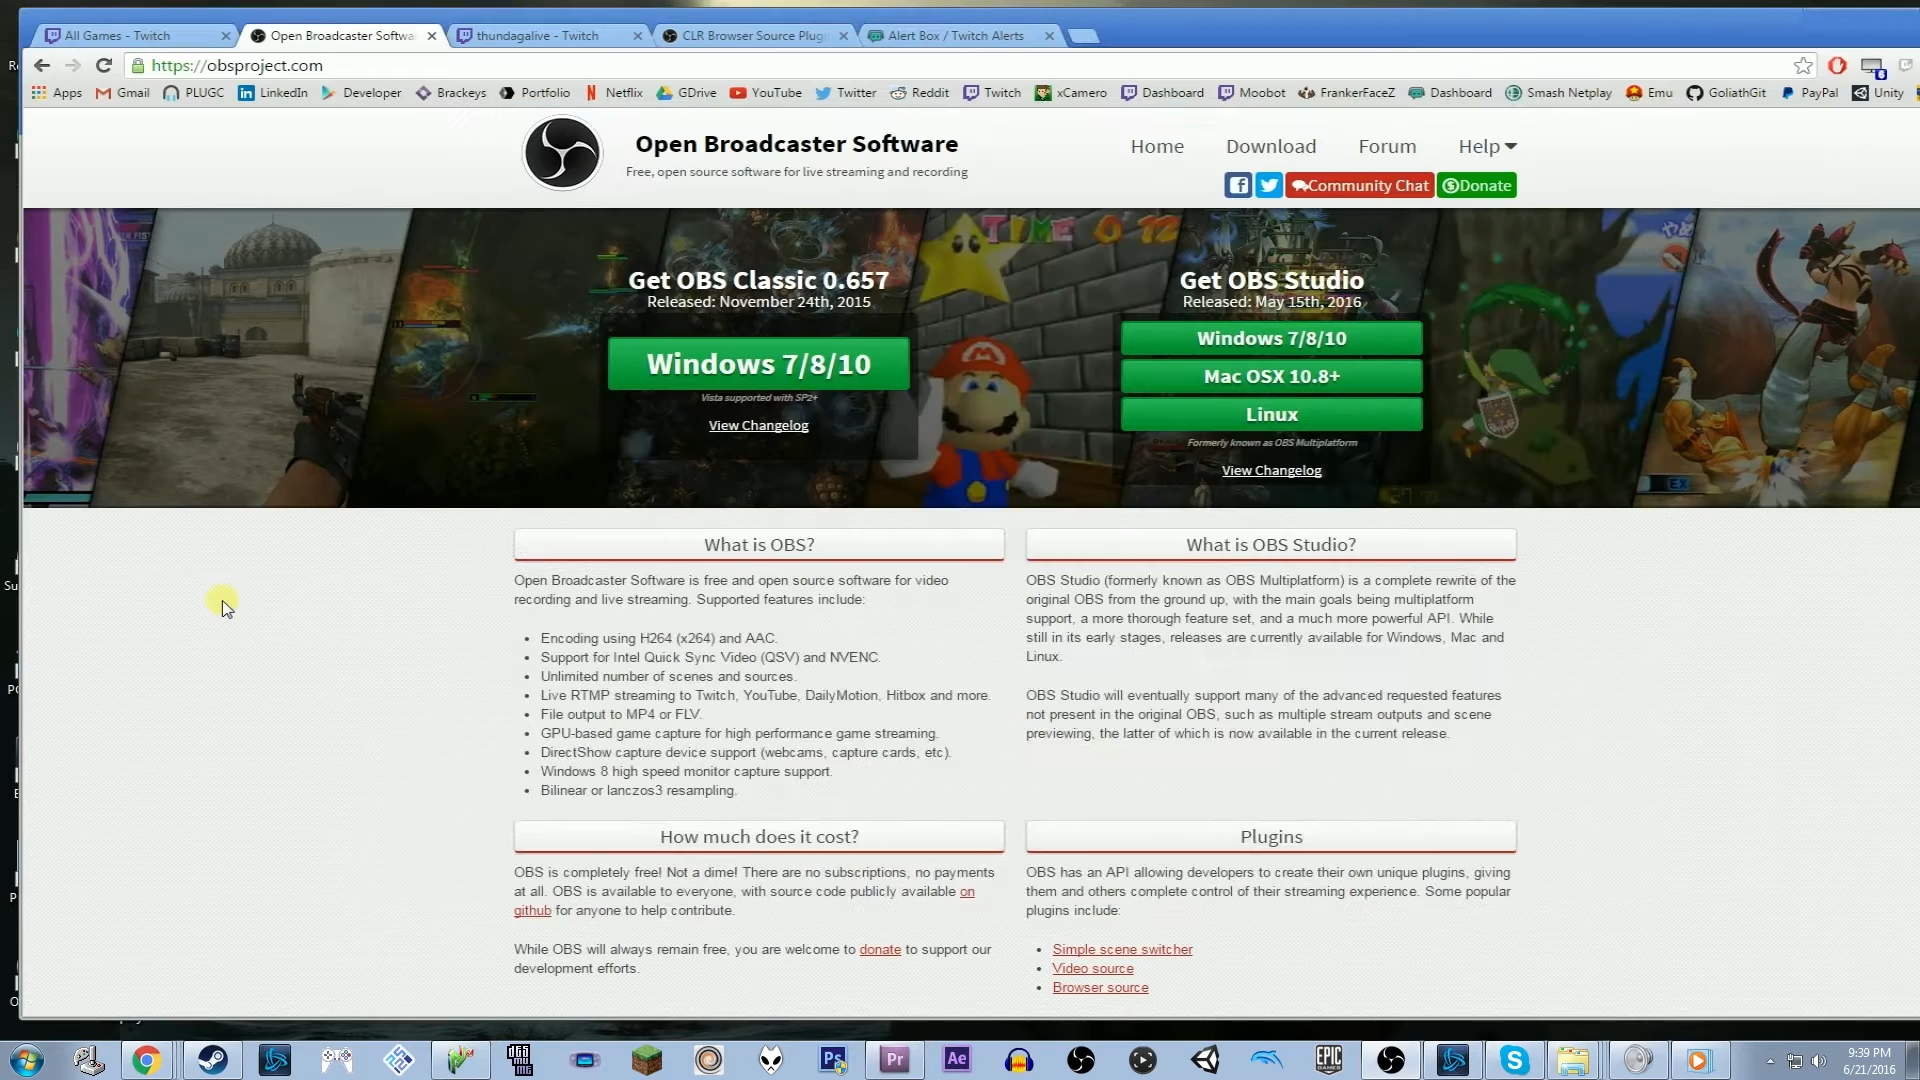 All Games - Twitch
Open Broadcaster Softwa
thundagalive - Twitch
CLR Browser Source Plug
Alert Box / Twitch Alerts
https://obsproject.com
Apps Gmail PLUGC LinkedIn Developer Brackeys Portfolio Netflix GDrive YouTube Twitter Reddit Twitch xCamero Dashboard Moobot FrankerFaceZ Dashboard Smash Netplay Emu GoliathGit PayPal Unity
Open Broadcaster Software
Free, open source software for live streaming and recording
Home Download Forum Help
Community Chat Donate
TIME 0
Get OBS Classic 0.657
Released: November 24th, 2015
Windows 7/8/10
Vista supported with SP2+
View Changelog
Get OBS Studio
Released: May 15th, 2016
Windows 7/8/10
Mac OSX 10.8+
Linux
Formerly known as OBS Multiplatform
View Changelog
EX
What is OBS?
Open Broadcaster Software is free and open source software for video
recording and live streaming. Supported features include:
Encoding using H264 (x264) and AAC.
Support for Intel Quick Sync Video (QSV) and NVENC.
Unlimited number of scenes and sources.
Live RTMP streaming to Twitch, YouTube, DailyMotion, Hitbox and more.
File output to MP4 or FLV.
GPU-based game capture for high performance game streaming.
DirectShow capture device support (webcams, capture cards, etc).
Windows 8 high speed monitor capture support.
Bilinear or lanczos3 resampling.
What is OBS Studio?
OBS Studio (formerly known as OBS Multiplatform) is a complete rewrite of the
original OBS from the ground up, with the main goals being multiplatform
support, a more thorough feature set, and a much more powerful API. While
still in its early stages, releases are currently available for Windows, Mac and
Linux.
OBS Studio will eventually support many of the advanced requested features
not present in the original OBS, such as multiple stream outputs and scene
previewing, the latter of which is now available in the current release.
How much does it cost?
OBS is completely free! Not a dime! There are no subscriptions, no payments
at all. OBS is available to everyone, with source code publicly available on
github for anyone to help contribute.
While OBS will always remain free, you are welcome to donate to support our
development efforts.
Plugins
OBS has an API allowing developers to create their own unique plugins, giving
them and others complete control of their streaming experience. Some popular
plugins include:
Simple scene switcher
Video source
Browser source
Ps Pr Ae
EPIC
GAMES
9:39 PM
6/21/2016